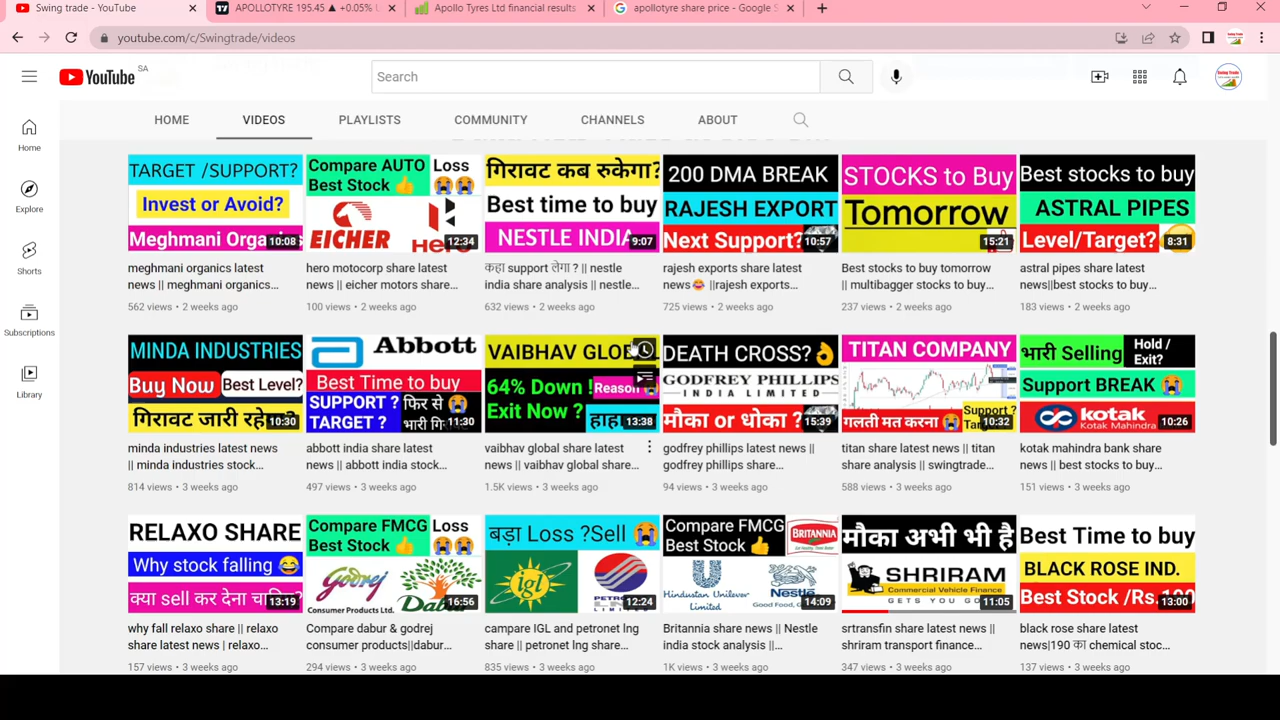 Swing trade - YouTube
APOLLOTYRE 195.45 ▲ +0.05%
Apollo Tyres Ltd financial results
apollotyre share price - Google S
youtube.com/c/Swingtrade/videos
YouTube SA
Search
HOME VIDEOS PLAYLISTS COMMUNITY CHANNELS ABOUT
Home
Explore
Shorts
Subscriptions
Library
TARGET /SUPPORT?
Invest or Avoid?
Meghmani Organi
10:08
Compare AUTO Loss
Best Stock
EICHER
Hero
12:34
गिरावट कब रुकेगा?
Best time to buy
NESTLE INDIA
9:07
200 DMA BREAK
RAJESH EXPORT
Next Support?
10:57
STOCKS to Buy
Tomorrow
15:21
Best stocks to buy
ASTRAL PIPES
Level/Target?
8:31
meghmani organics latest
news || meghmani organics...
562 views • 2 weeks ago
hero motocorp share latest
news || eicher motors share...
100 views • 2 weeks ago
कहा support लेगा ? || nestle
india share analysis || nestle...
632 views • 2 weeks ago
rajesh exports share latest
news ||rajesh exports...
725 views • 2 weeks ago
Best stocks to buy tomorrow
|| multibagger stocks to buy...
237 views • 2 weeks ago
astral pipes share latest
news||best stocks to buy...
183 views • 2 weeks ago
MINDA INDUSTRIES
Buy Now Best Level?
गिरावट जारी रहेगा?
10:30
Abbott
Best Time to buy
SUPPORT ? फिर से
TARGET ? भारी
11:30
VAIBHAV GLO
64% Down ! Reason
Exit Now ?
13:38
DEATH CROSS?
GODFREY PHILLIPS
INDIA LIMITED
मौका or धोका ?
15:39
TITAN COMPANY
गलती मत करना
Support ?
10:32
भारी Selling Hold /
Exit?
Support BREAK
kotak
Kotak Mahindra Bank
10:26
minda industries latest news
|| minda industries stock...
814 views • 3 weeks ago
abbott india share latest
news || abbott india stock...
497 views • 3 weeks ago
vaibhav global share latest
news || vaibhav global share...
1.5K views • 3 weeks ago
godfrey phillips latest news ||
godfrey phillips share...
94 views • 3 weeks ago
titan share latest news || titan
share analysis || swingtrade...
588 views • 3 weeks ago
kotak mahindra bank share
news || best stocks to buy...
151 views • 3 weeks ago
RELAXO SHARE
Why stock falling
क्या sell कर देना
13:19
Compare FMCG Loss
Best Stock
Godrej
Consumer Products Ltd.
Dab
16:56
बड़ा Loss ?Sell
igl
PETRO
12:24
Compare FMCG
Best Stock
BRITANNIA
Hindustan Unilever
Limited
Nestle
Good Food,
14:09
मौका अभी भी है
SHRIRAM
Commercial Vehicle Finance
GETS YOU
11:05
Best Time to buy
BLACK ROSE IND.
Best Stock /Rs.
13:00
why fall relaxo share || relaxo
share latest news | relaxo...
157 views • 3 weeks ago
Compare dabur & godrej
consumer products||dabur...
294 views • 3 weeks ago
campare IGL and petronet lng
share || petronet lng share...
835 views • 3 weeks ago
Britannia share news || Nestle
india stock analysis ||...
1K views • 3 weeks ago
srtransfin share latest news ||
shriram transport finance...
347 views • 3 weeks ago
black rose share latest
news|190 का chemical stoc...
137 views • 3 weeks ago